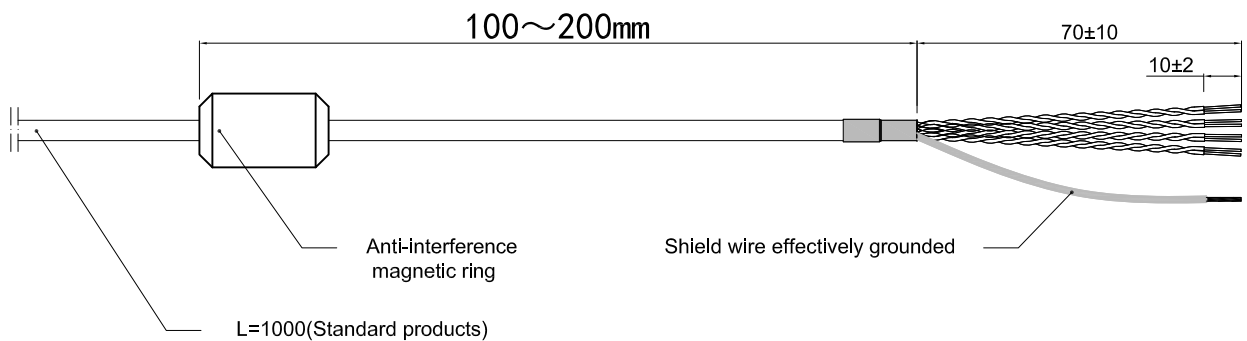 100～200mm
70±10
10±2
Anti-interference
magnetic ring
Shield wire effectively grounded
L=1000(Standard products)